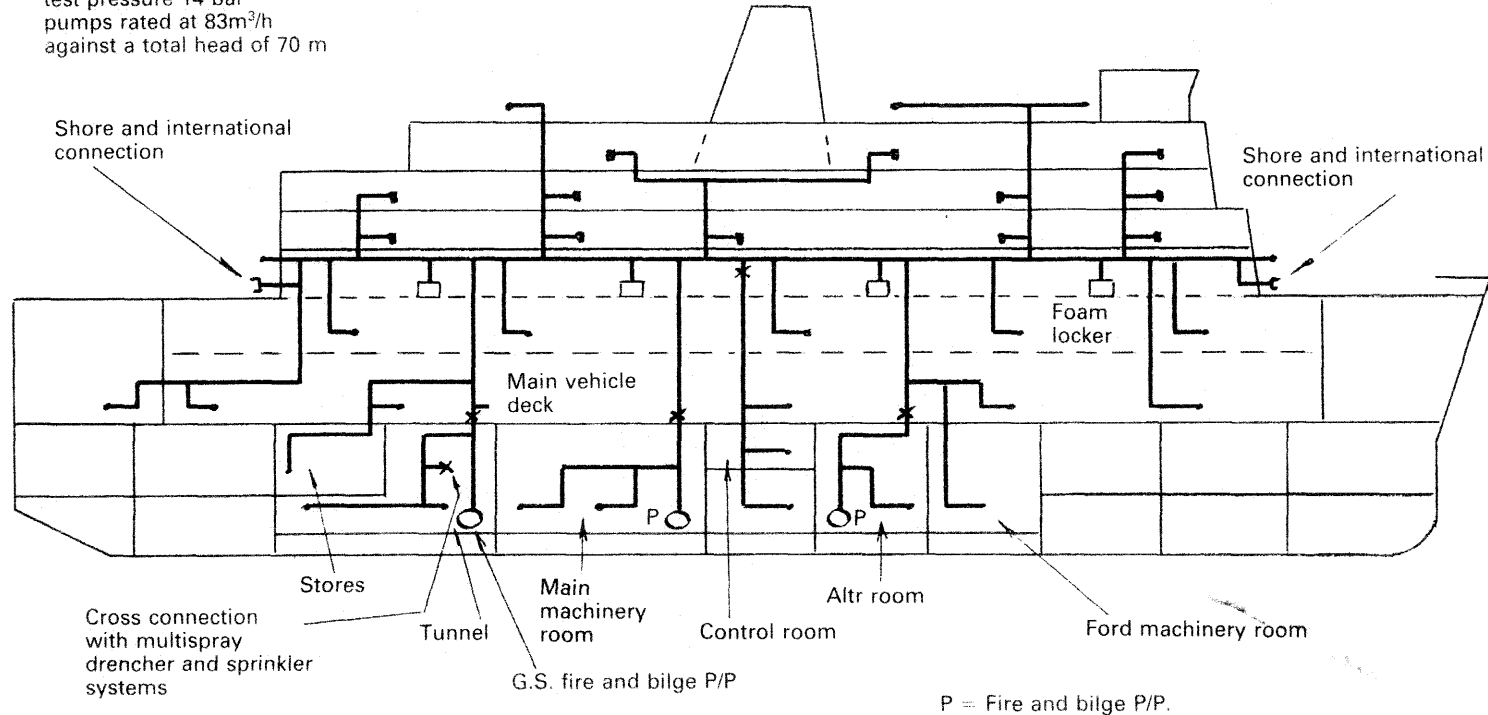 test pressure 14 bar
pumps rated at 83m³/h
against a total head of 70 m
Shore and international
connection
Shore and international
connection
Foam
locker
Main vehicle
deck
P
P
Stores
Main
machinery
room
Altr room
Cross connection
with multispray
drencher and sprinkler
systems
Tunnel
Control room
Ford machinery room
G.S. fire and bilge P/P
P = Fire and bilge P/P.